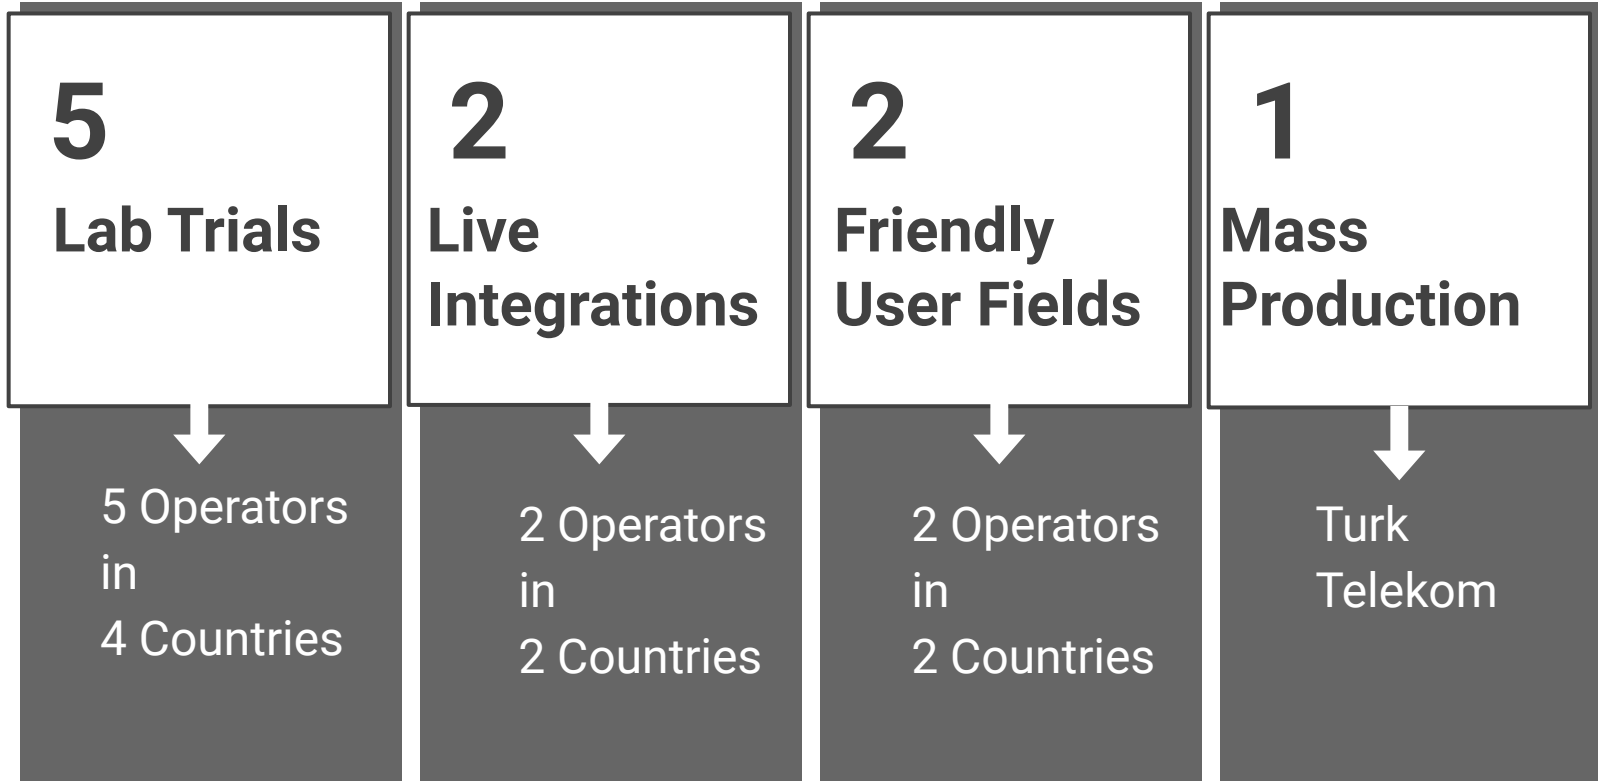 5
Lab Trials
5 Operators
in
4 Countries
2
Live
Integrations
2 Operators
in
2 Countries
2
Friendly
User Fields
2 Operators
in
2 Countries
1
Mass
Production
Turk
Telekom